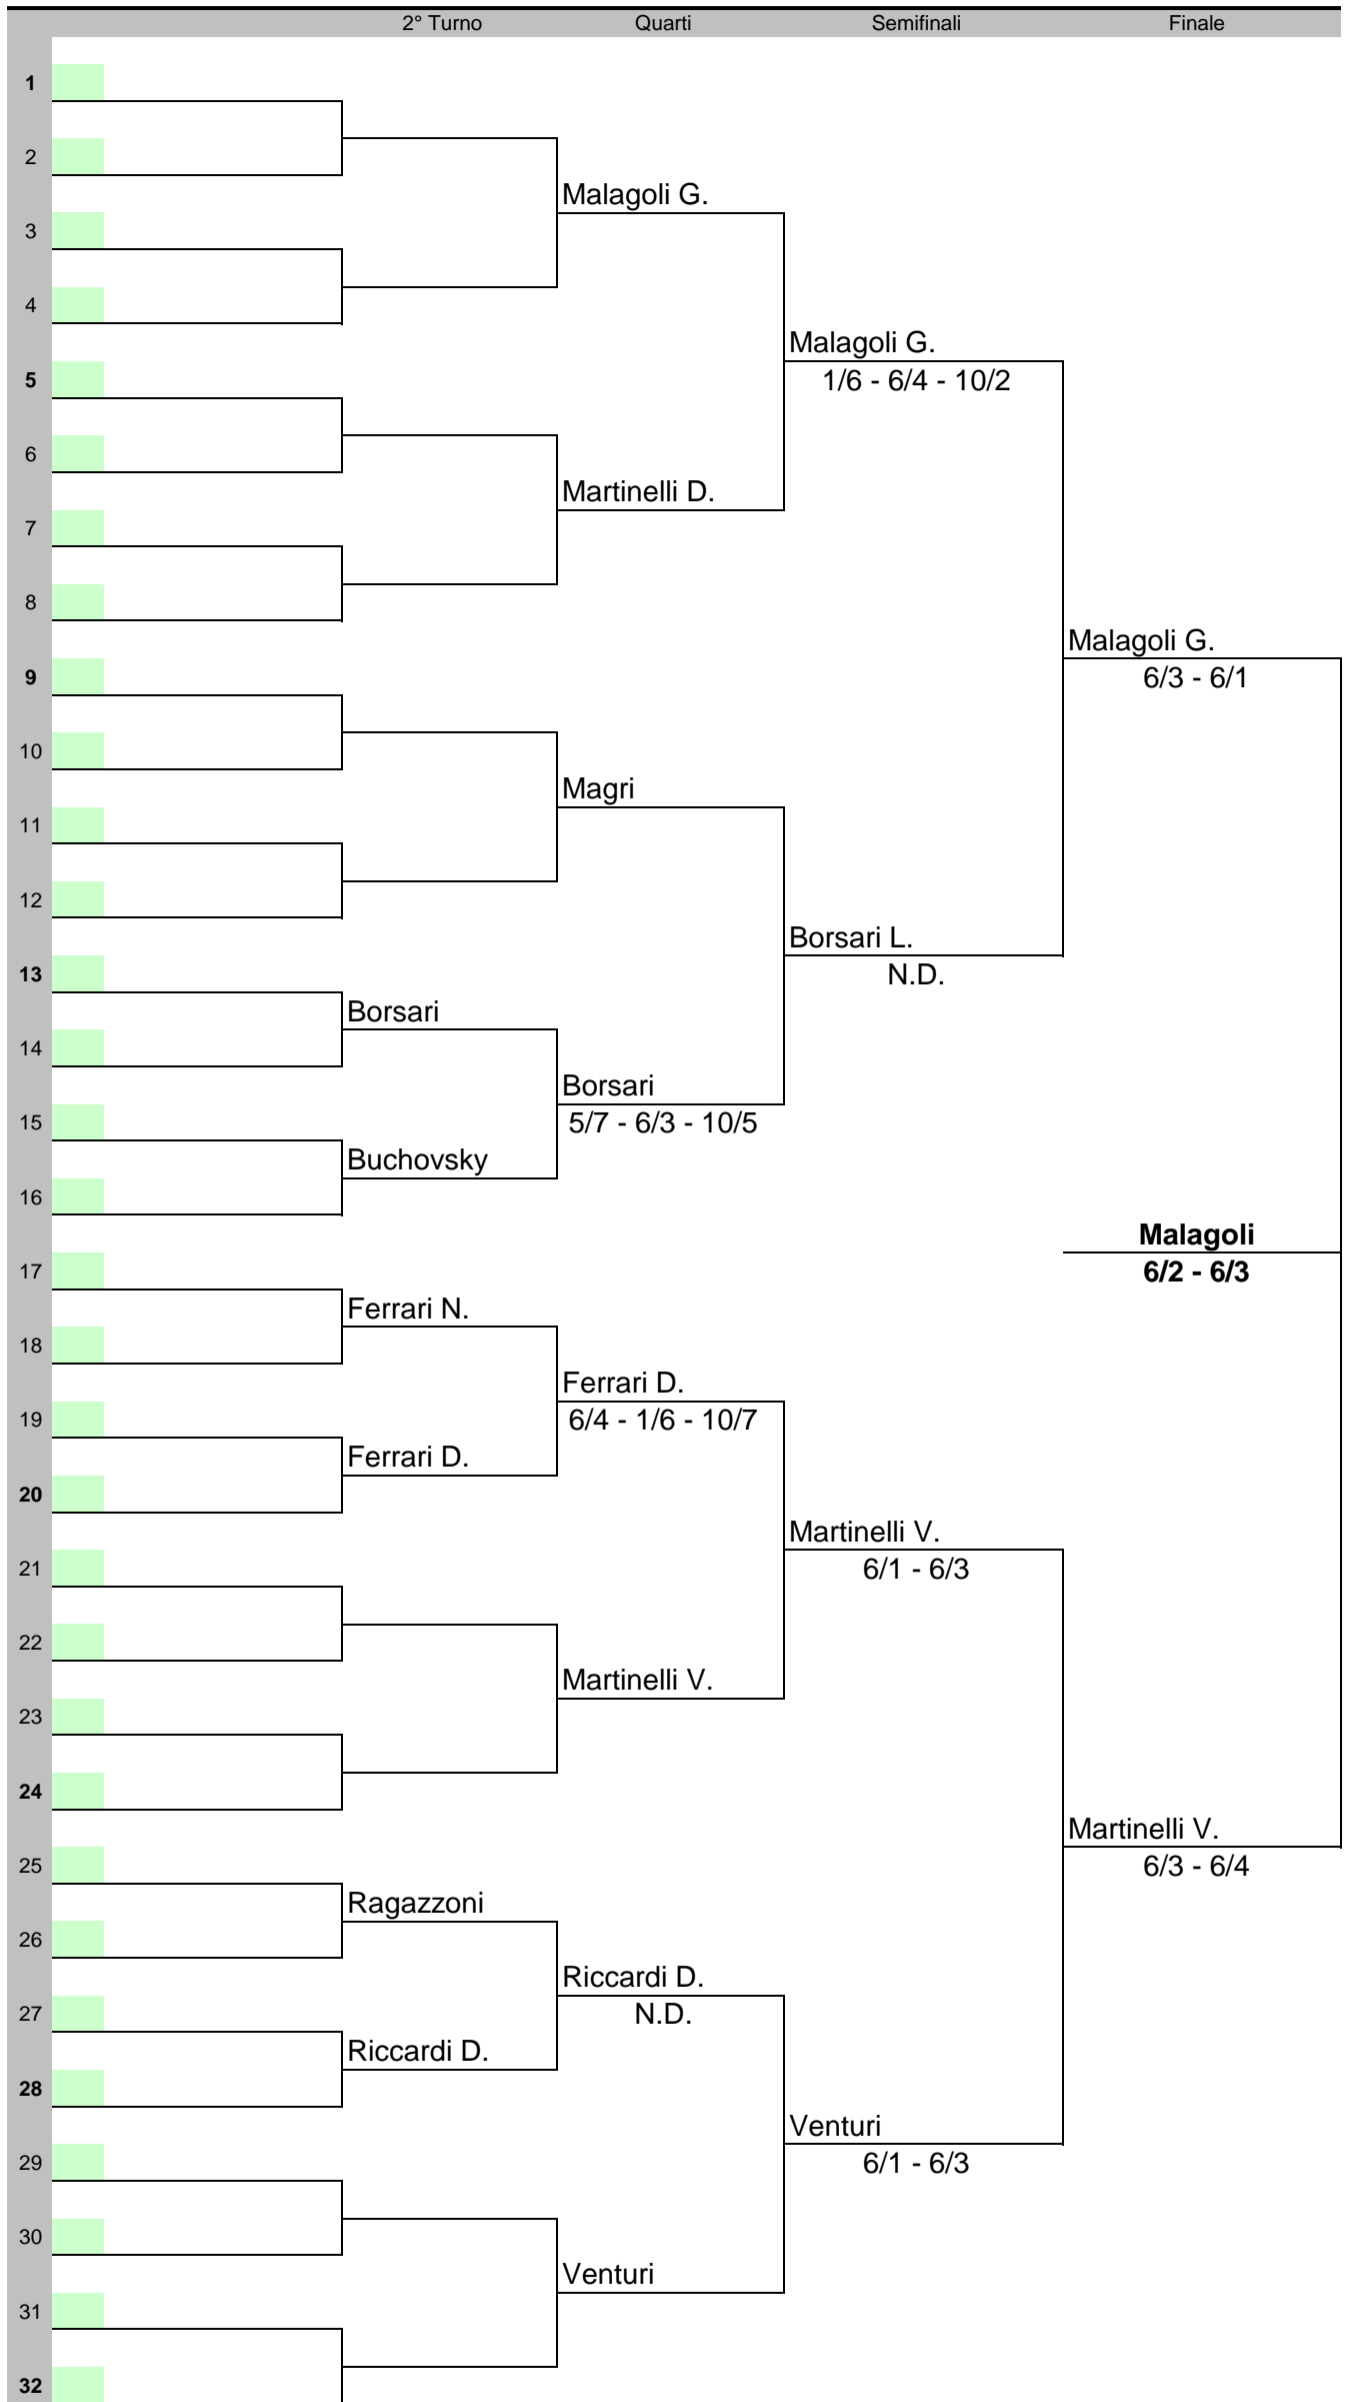 2° Turno Quarti Semifinali Finale
1
2
Malagoli G.
3
4
Malagoli G.
5
1/6 - 6/4 - 10/2
6
Martinelli D.
7
8
Malagoli G.
9
6/3 - 6/1
10
Magri
11
12
Borsari L.
13
N.D.
Borsari
14
Borsari
15
5/7 - 6/3 - 10/5
Buchovsky
16
Malagoli
17
6/2 - 6/3
Ferrari N.
18
Ferrari D.
19
6/4 - 1/6 - 10/7
Ferrari D.
20
Martinelli V.
21
6/1 - 6/3
22
Martinelli V.
23
24
Martinelli V.
25
6/3 - 6/4
Ragazzoni
26
Riccardi D.
27
N.D.
Riccardi D.
28
Venturi
29
6/1 - 6/3
30
Venturi
31
32